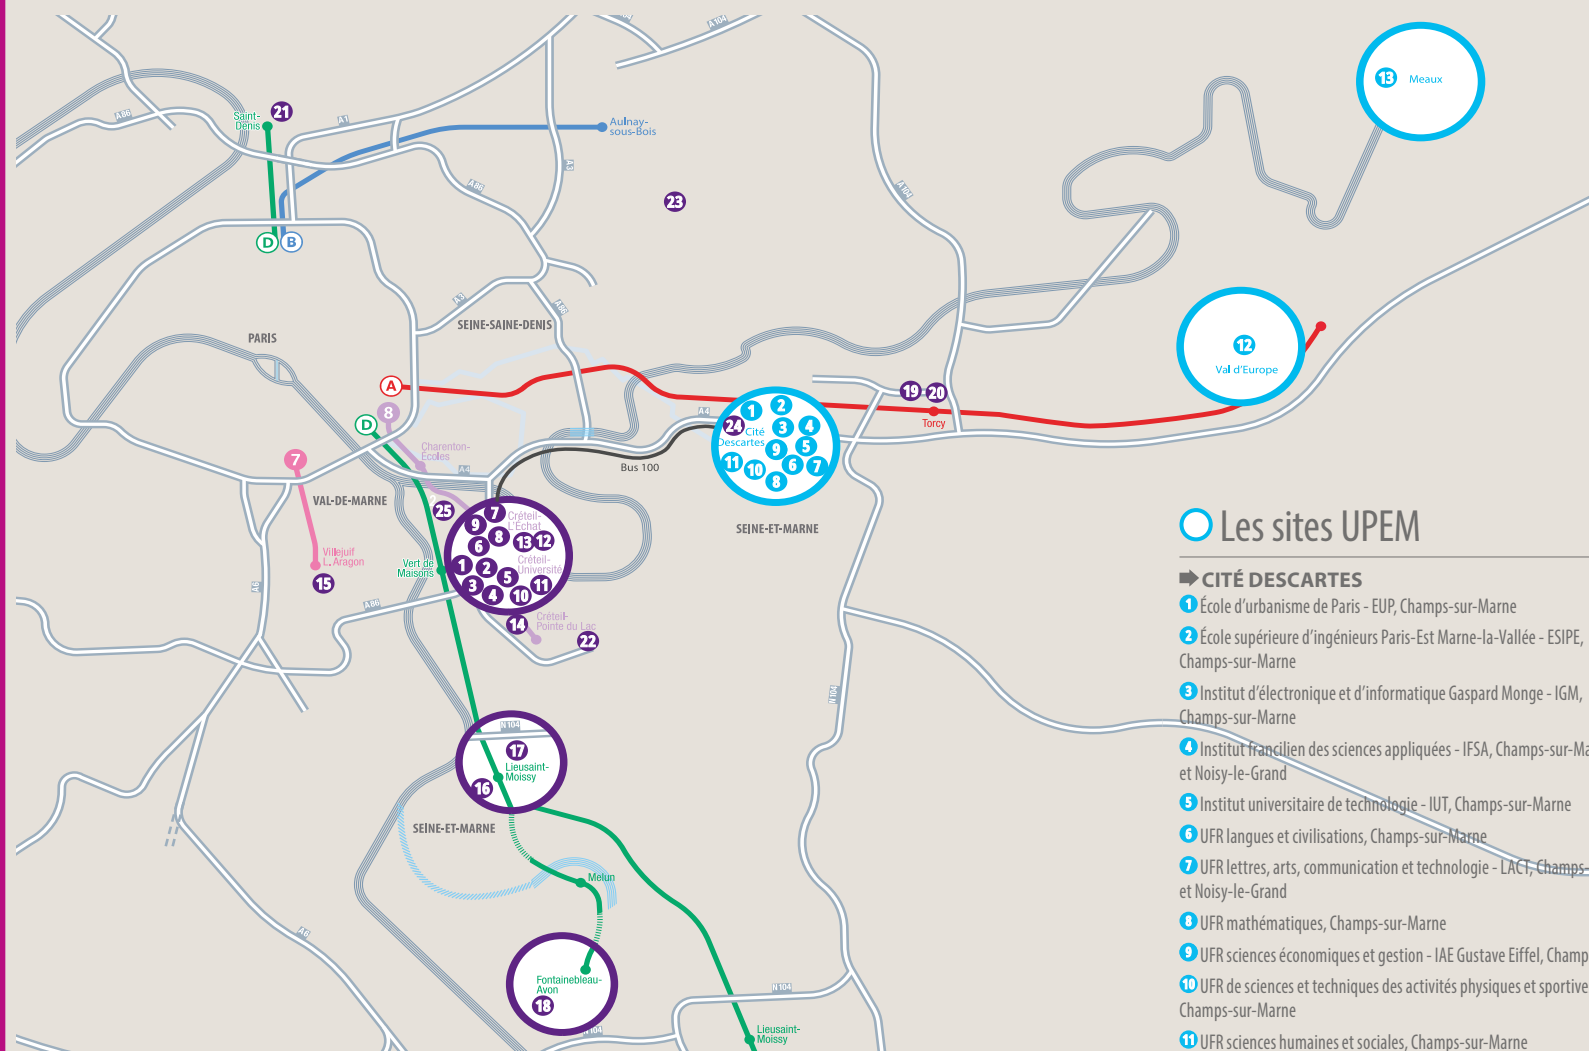 A104
A104
13 Meaux
A86
Saint-
Denis
21
A1
Aulnay-
sous-Bois
A3
A86
A104
23
D
B
A3
A86
SEINE-SAINE-DENIS
PARIS
12
Val d'Europe
A
8
D
19
20
Torcy
A4
1
2
24
Cité
Descartes
3
4
9
5
11
10
6
7
8
Charenton-
Écoles
A4
7
Bus 100
VAL-DE-MARNE
25
SEINE-ET-MARNE
7
9
Créteil-
L'Échat
8
13
12
6
Créteil-
Université
1
2
5
3
4
10
11
Villejuif
L. Aragon
15
Vert de
Maisons
A6
A86
14
Créteil-
Pointe du Lac
22
N104
N104
17
Lieusaint-
Moissy
16
SEINE-ET-MARNE
Melun
A6
Fontainebleau-
Avon
18
N104
N104
Lieusaint-
Moissy
Les sites UPEM
CITÉ DESCARTES
1 École d'urbanisme de Paris - EUP, Champs-sur-Marne
2 École supérieure d'ingénieurs Paris-Est Marne-la-Vallée - ESIPE,
Champs-sur-Marne
3 Institut d'électronique et d'informatique Gaspard Monge - IGM,
Champs-sur-Marne
4 Institut francilien des sciences appliquées - IFSA, Champs-sur-Ma
et Noisy-le-Grand
5 Institut universitaire de technologie - IUT, Champs-sur-Marne
6 UFR langues et civilisations, Champs-sur-Marne
7 UFR lettres, arts, communication et technologie - LACT, Champs-
et Noisy-le-Grand
8 UFR mathématiques, Champs-sur-Marne
9 UFR sciences économiques et gestion - IAE Gustave Eiffel, Champ
10 UFR de sciences et techniques des activités physiques et sportive
Champs-sur-Marne
11 UFR sciences humaines et sociales, Champs-sur-Marne